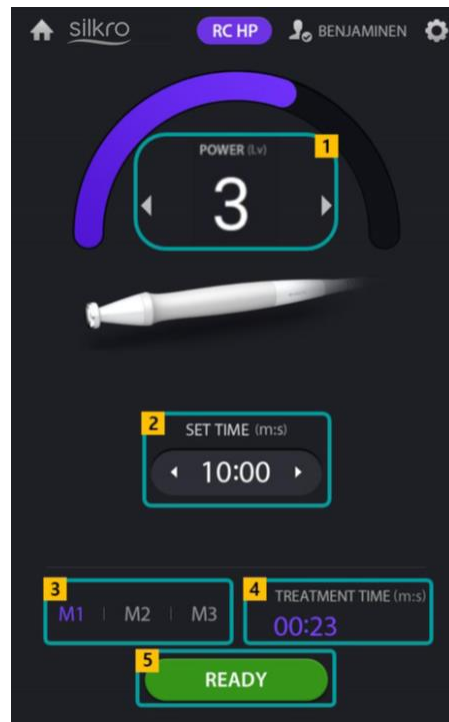 silkro RC HP BENJAMINEN
POWER (Lv) 1
3
2 SET TIME (m:s)
10:00
3
M1 M2 M3
4 TREATMENT TIME (m:s)
00:23
5
READY